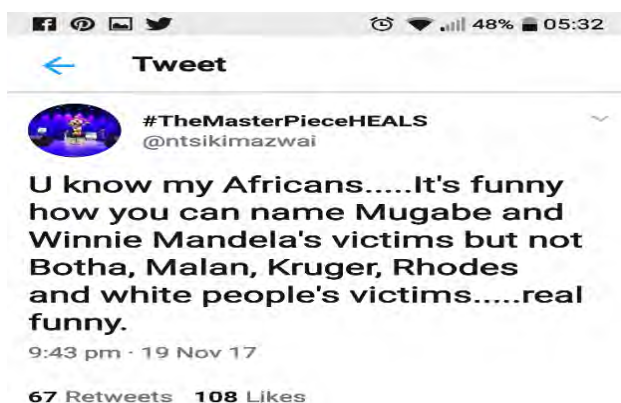 48% 05:32
Tweet
#TheMasterPieceHEALS
@ntsikimazwai
U know my Africans.....It's funny
how you can name Mugabe and
Winnie Mandela's victims but not
Botha, Malan, Kruger, Rhodes
and white people's victims.....real
funny.
9:43 pm · 19 Nov 17
67 Retweets 108 Likes